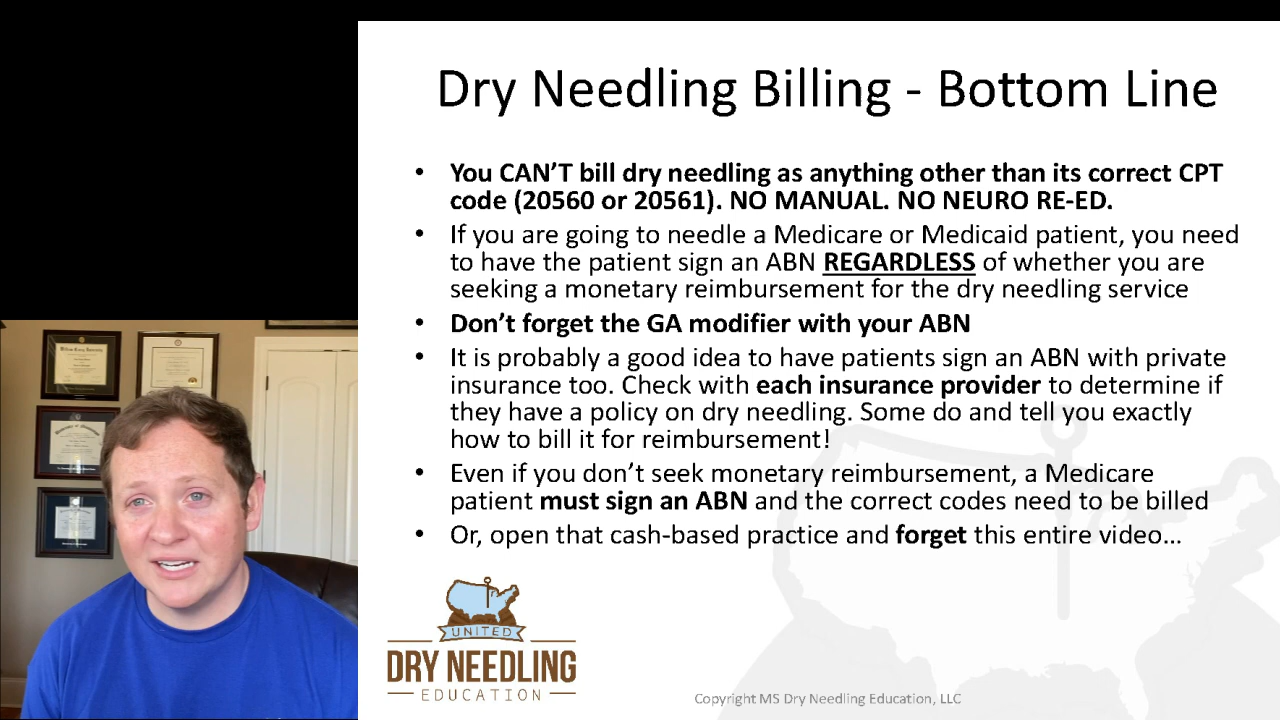 Dry Needling Billing - Bottom Line
• You CAN'T bill dry needling as anything other than its correct CPT
code (20560 or 20561). NO MANUAL. NO NEURO RE-ED.
• If you are going to needle a Medicare or Medicaid patient, you need
to have the patient sign an ABN REGARDLESS of whether you are
seeking a monetary reimbursement for the dry needling service
• Don't forget the GA modifier with your ABN
• It is probably a good idea to have patients sign an ABN with private
insurance too. Check with each insurance provider to determine if
they have a policy on dry needling. Some do and tell you exactly
how to bill it for reimbursement!
• Even if you don't seek monetary reimbursement, a Medicare
patient must sign an ABN and the correct codes need to be billed
• Or, open that cash-based practice and forget this entire video...
UNITED
DRY NEEDLING
EDUCATION
Copyright MS Dry Needling Education, LLC